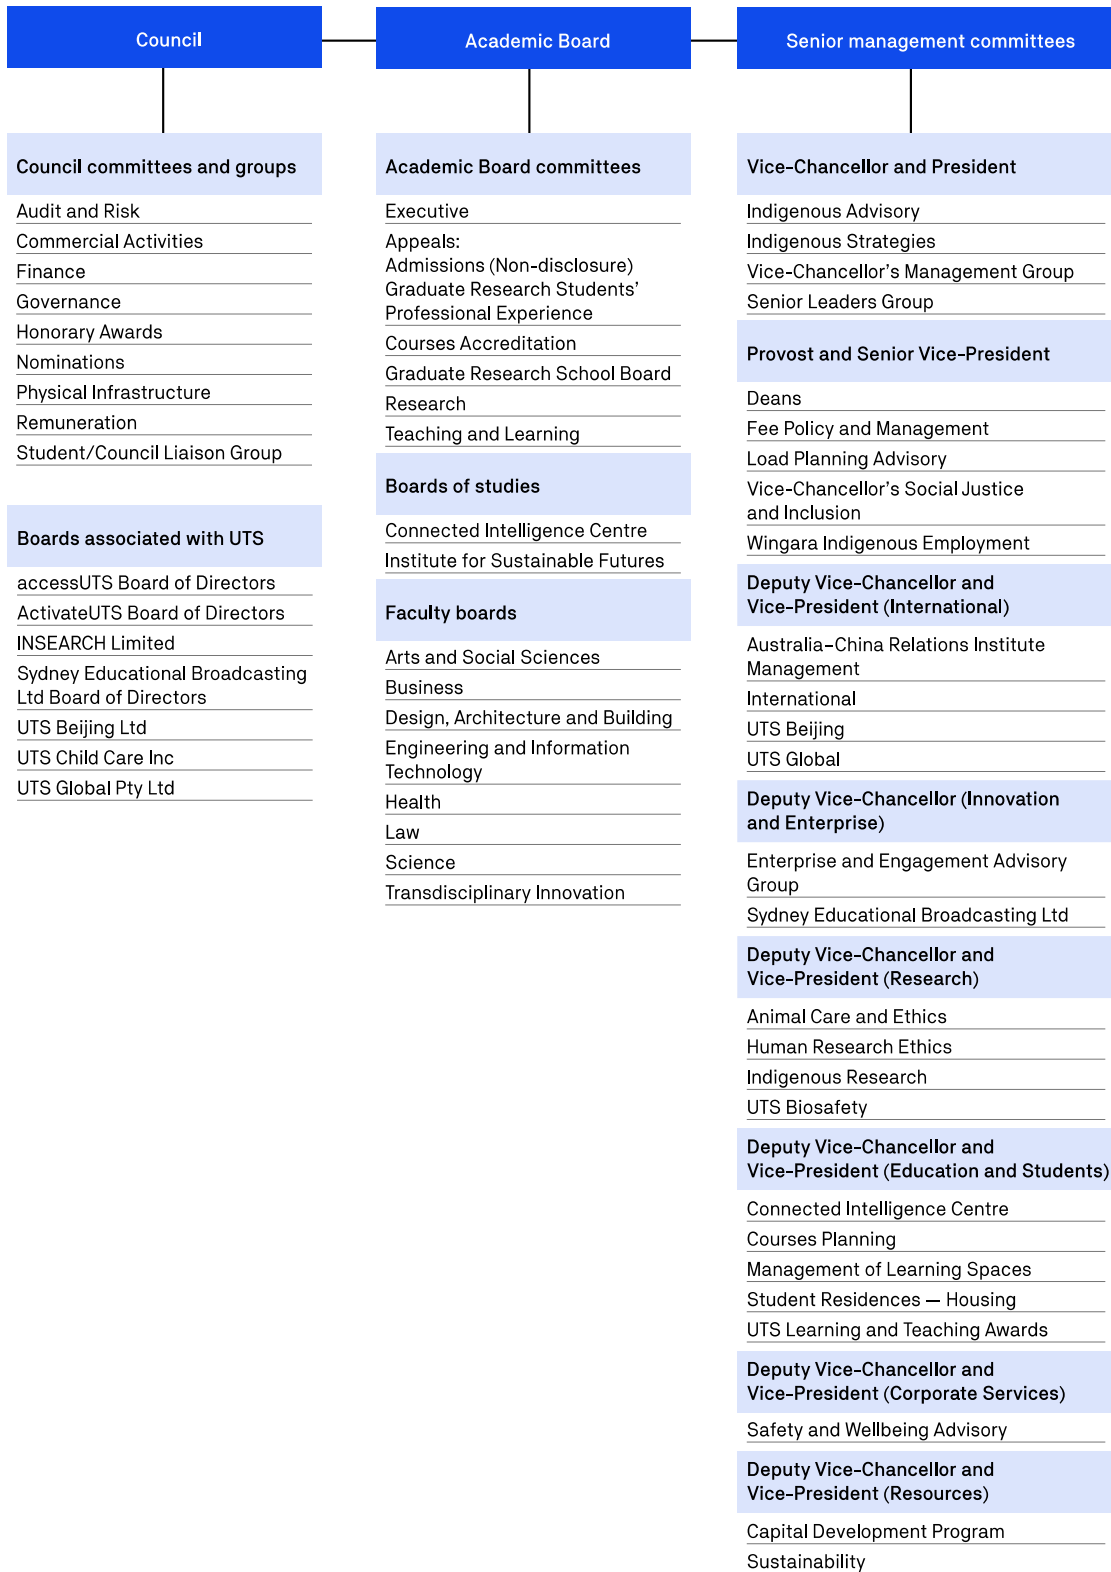 Council
Council committees and groups
Audit and Risk
Commercial Activities
Finance
Governance
Honorary Awards
Nominations
Physical Infrastructure
Remuneration
Student/Council Liaison Group
Boards associated with UTS
accessUTS Board of Directors
ActivateUTS Board of Directors
INSEARCH Limited
Sydney Educational Broadcasting
Ltd Board of Directors
UTS Beijing Ltd
UTS Child Care Inc
UTS Global Pty Ltd
Academic Board
Academic Board committees
Executive
Appeals:
Admissions (Non-disclosure)
Graduate Research Students’
Professional Experience
Courses Accreditation
Graduate Research School Board
Research
Teaching and Learning
Boards of studies
Connected Intelligence Centre
Institute for Sustainable Futures
Faculty boards
Arts and Social Sciences
Business
Design, Architecture and Building
Engineering and Information
Technology
Health
Law
Science
Transdisciplinary Innovation
Senior management committees
Vice-Chancellor and President
Indigenous Advisory
Indigenous Strategies
Vice-Chancellor’s Management Group
Senior Leaders Group
Provost and Senior Vice-President
Deans
Fee Policy and Management
Load Planning Advisory
Vice-Chancellor’s Social Justice
and Inclusion
Wingara Indigenous Employment
Deputy Vice-Chancellor and
Vice-President (International)
Australia–China Relations Institute
Management
International
UTS Beijing
UTS Global
Deputy Vice-Chancellor (Innovation
and Enterprise)
Enterprise and Engagement Advisory
Group
Sydney Educational Broadcasting Ltd
Deputy Vice-Chancellor and
Vice-President (Research)
Animal Care and Ethics
Human Research Ethics
Indigenous Research
UTS Biosafety
Deputy Vice-Chancellor and
Vice-President (Education and Students)
Connected Intelligence Centre
Courses Planning
Management of Learning Spaces
Student Residences — Housing
UTS Learning and Teaching Awards
Deputy Vice-Chancellor and
Vice-President (Corporate Services)
Safety and Wellbeing Advisory
Deputy Vice-Chancellor and
Vice-President (Resources)
Capital Development Program
Sustainability